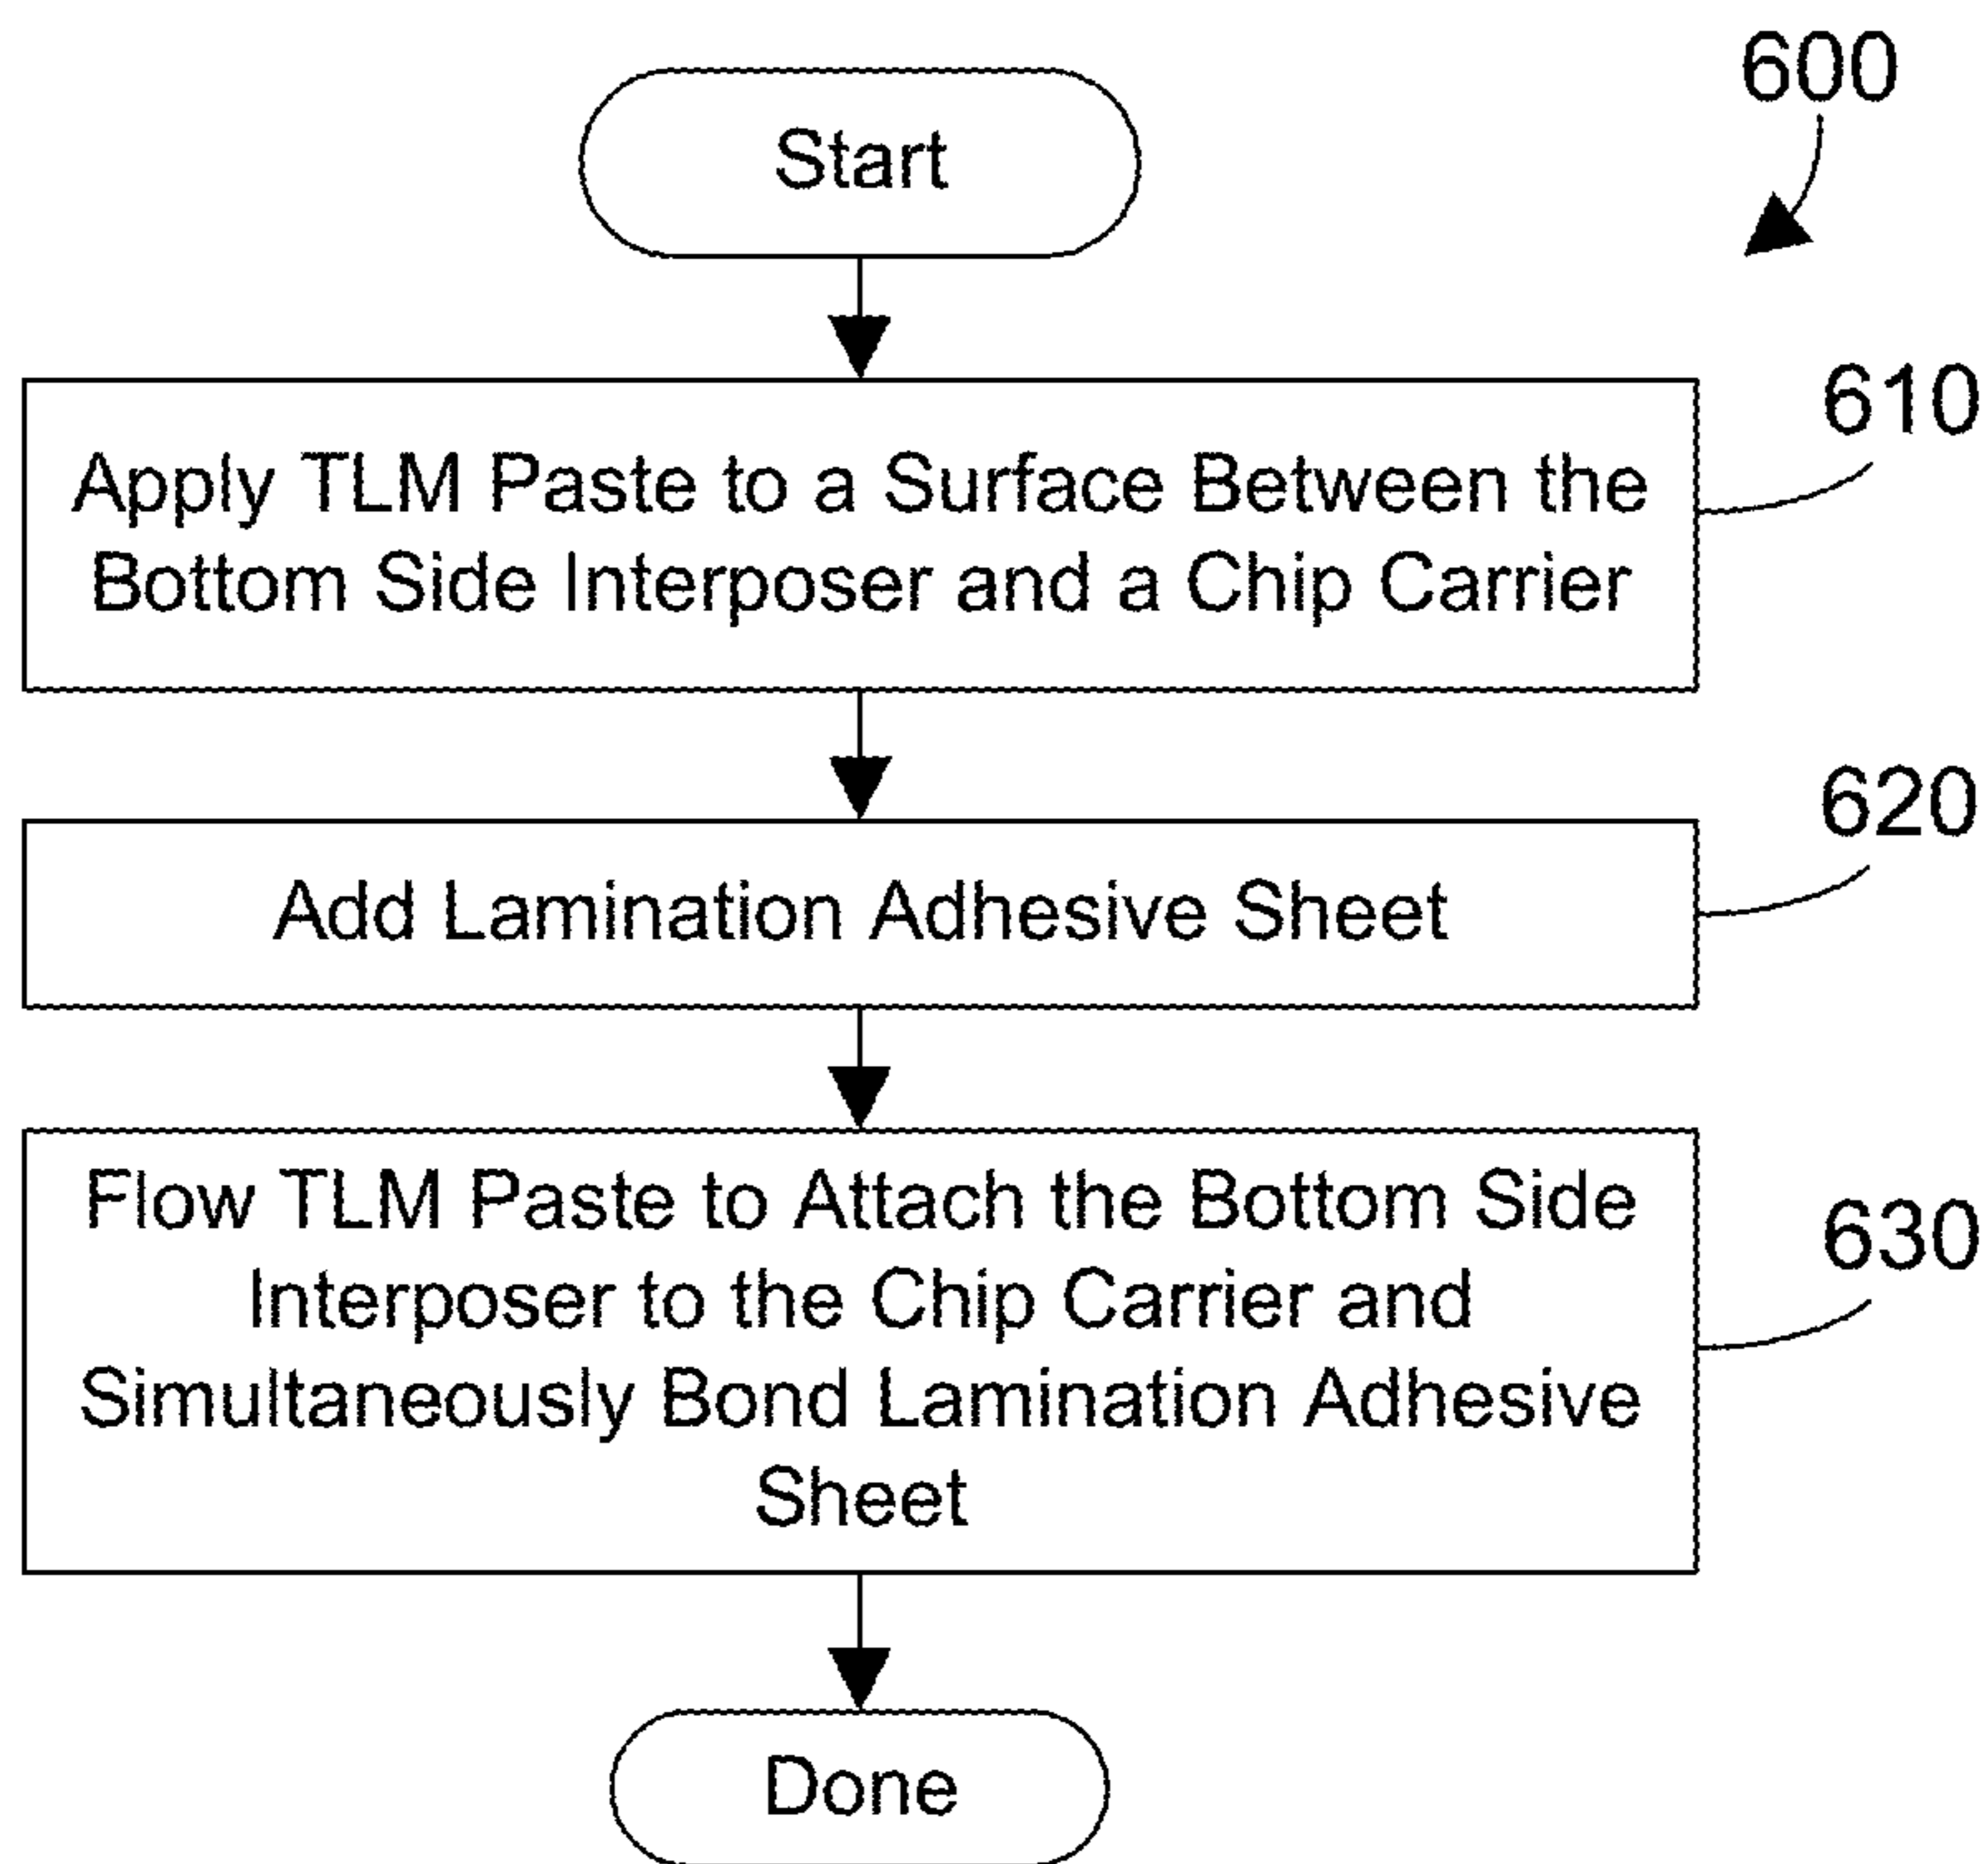 600
Start
610
Apply TLM Paste to a Surface Between the
Bottom Side Interposer and a Chip Carrier
620
Add Lamination Adhesive Sheet
630
Flow TLM Paste to Attach the Bottom Side
Interposer to the Chip Carrier and
Simultaneously Bond Lamination Adhesive
Sheet
Done